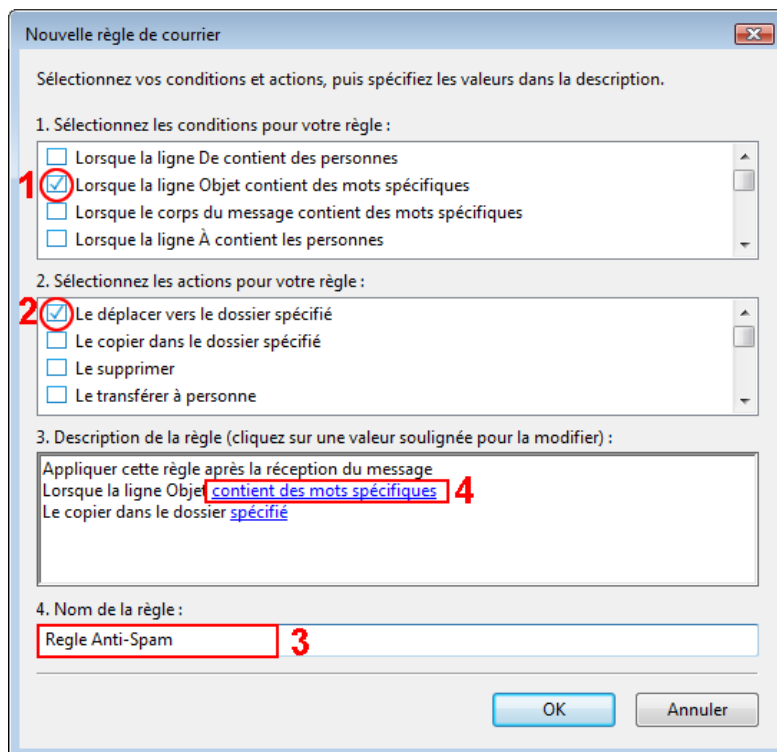 Nouvelle règle de courrier
Sélectionnez vos conditions et actions, puis spécifiez les valeurs dans la description.
1. Sélectionnez les conditions pour votre règle :
Lorsque la ligne De contient des personnes
1 Lorsque la ligne Objet contient des mots spécifiques
Lorsque le corps du message contient des mots spécifiques
Lorsque la ligne À contient les personnes
2. Sélectionnez les actions pour votre règle :
2 Le déplacer vers le dossier spécifié
Le copier dans le dossier spécifié
Le supprimer
Le transférer à personne
3. Description de la règle (cliquez sur une valeur soulignée pour la modifier) :
Appliquer cette règle après la réception du message
Lorsque la ligne Objet contient des mots spécifiques 4
Le copier dans le dossier spécifié
4. Nom de la règle :
Regle Anti-Spam 3
OK Annuler